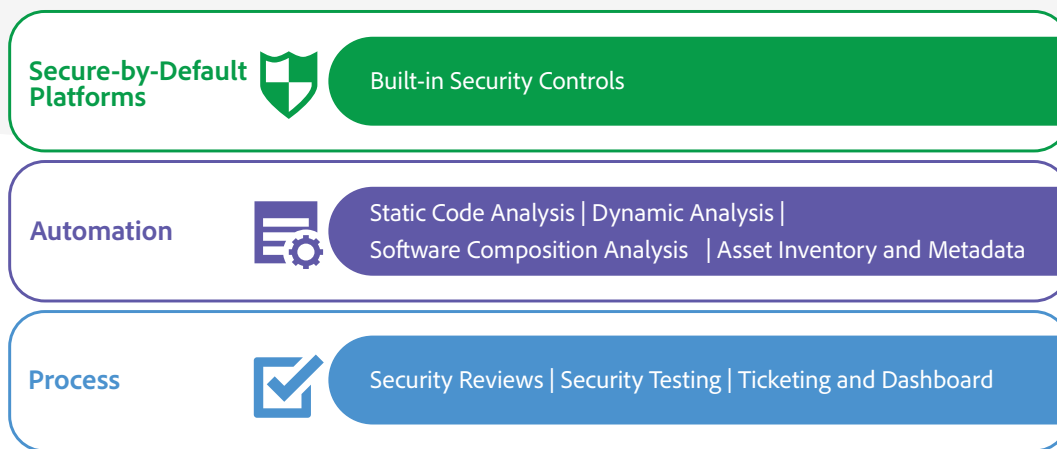 Secure-by-Default
Platforms
Built-in Security Controls
Automation
Static Code Analysis | Dynamic Analysis |
Software Composition Analysis | Asset Inventory and Metadata
Process
Security Reviews | Security Testing | Ticketing and Dashboard